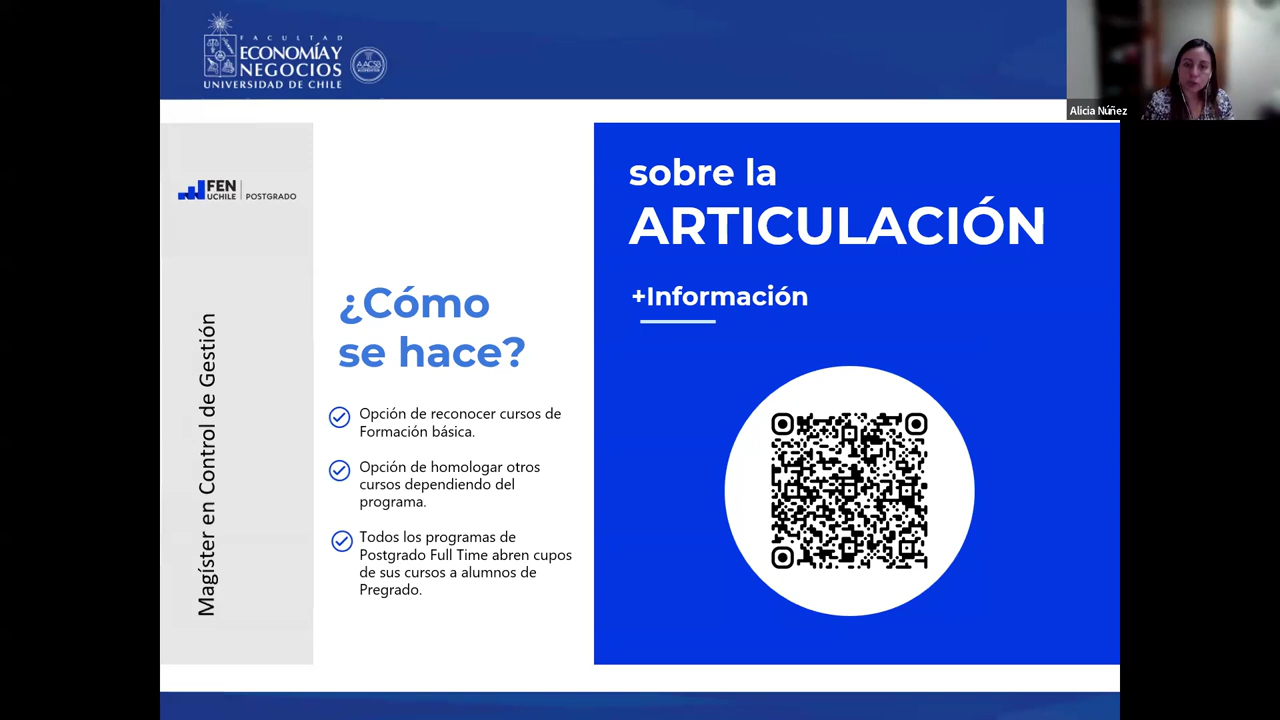 FACULTAD
ECONOMÍA Y
NEGOCIOS
UNIVERSIDAD DE CHILE
AACSB
ACCREDITED
Alicia Núñez
FEN
UCHILE
POSTGRADO
Magíster en Control de Gestión
¿Cómo
se hace?
Opción de reconocer cursos de
Formación básica.
Opción de homologar otros
cursos dependiendo del
programa.
Todos los programas de
Postgrado Full Time abren cupos
de sus cursos a alumnos de
Pregrado.
sobre la
ARTICULACIÓN
+Información